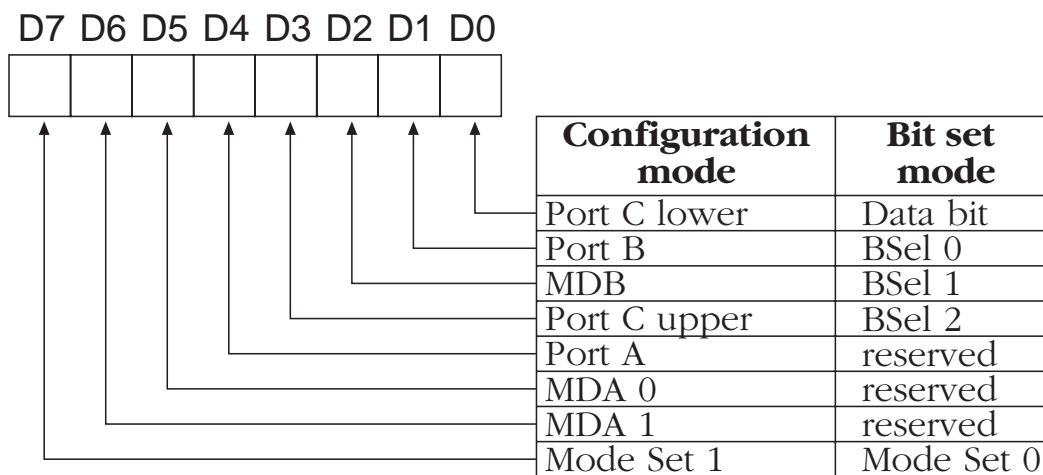 D7 D6 D5 D4 D3 D2 D1 D0
Configuration mode Bit set mode
Port C lower Data bit
Port B BSel 0
MDB BSel 1
Port C upper BSel 2
Port A reserved
MDA 0 reserved
MDA 1 reserved
Mode Set 1 Mode Set 0